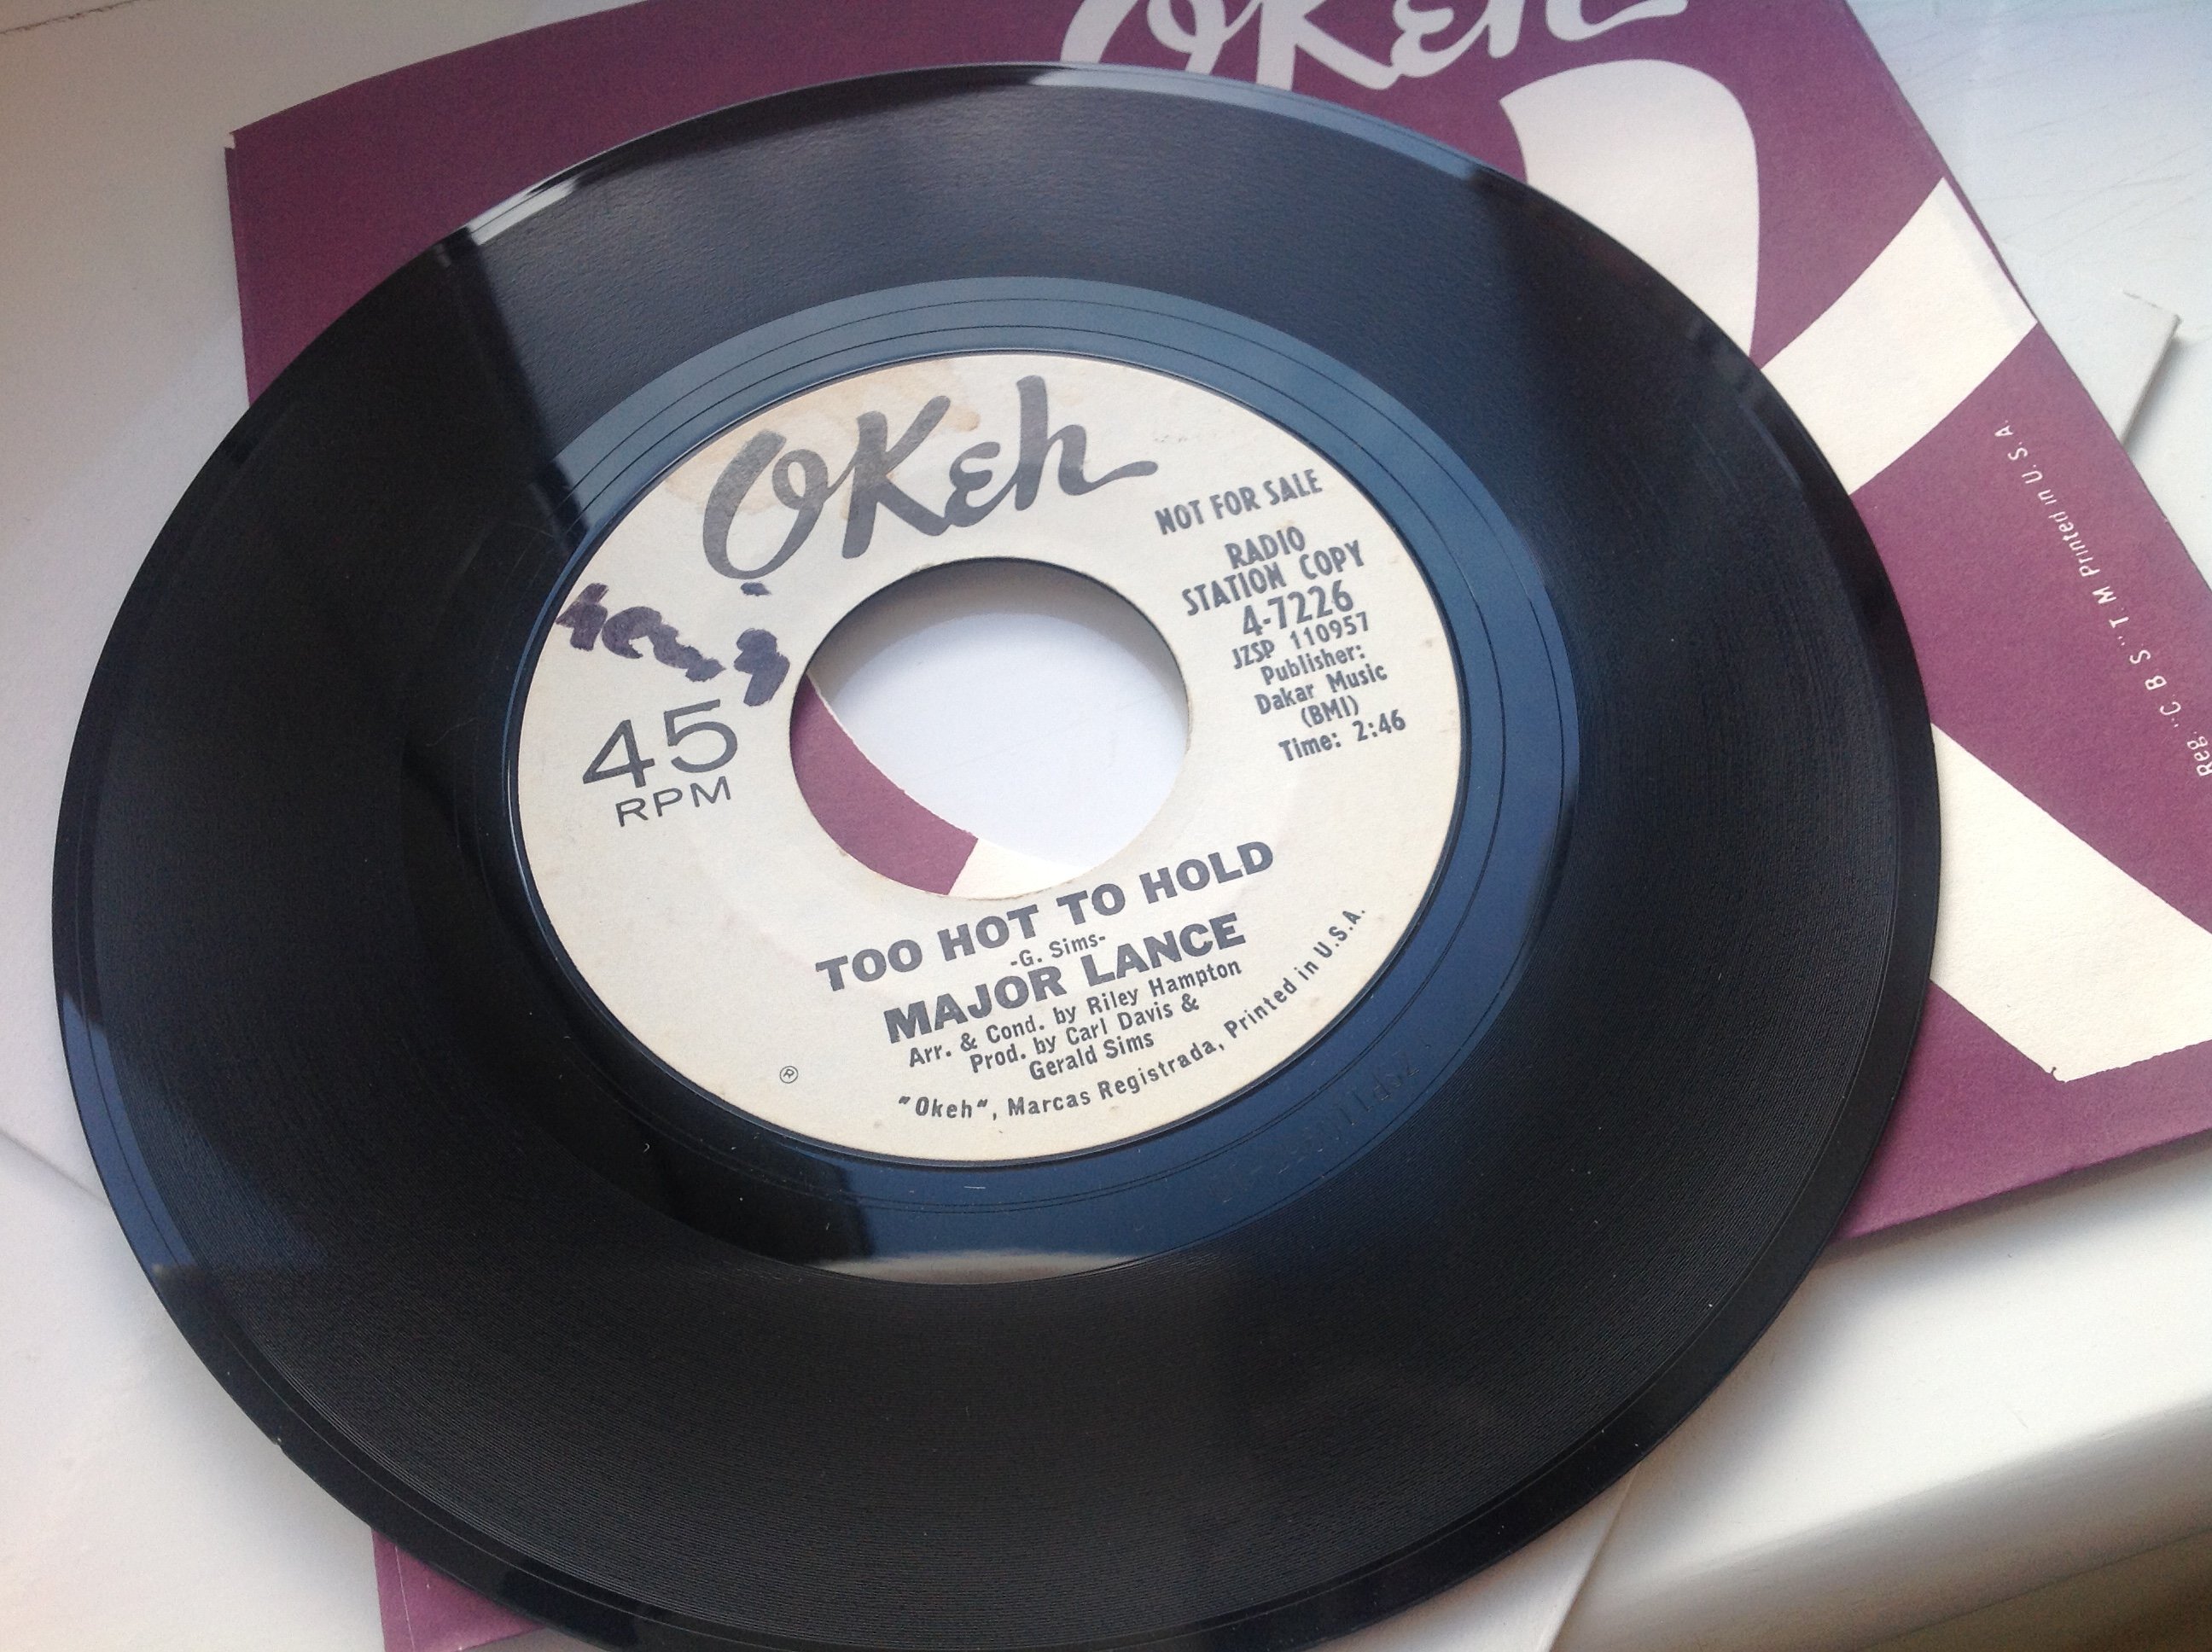 OKeh
OKeh
NOT FOR SALE
RADIO
STATION COPY
4-7226
JZSP 110957
Publisher:
Dakar Music
(BMI)
Time: 2:46
45
RPM
TOO HOT TO HOLD
-G. Sims-
MAJOR LANCE
Arr. & Cond. by Riley Hampton
Prod. by Carl Davis &
Gerald Sims
®
"Okeh", Marcas Registrada, Printed in U.S.A.
Reg. "C B S" T. M Printed in U. S. A.